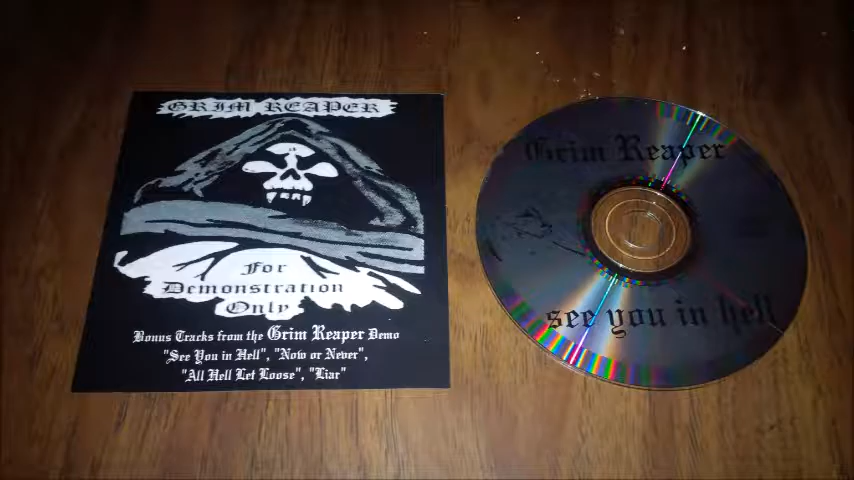 GRIM REAPER
For
Demonstration
Only
Bonus Tracks from the Grim Reaper Demo
"See You in Hell", "Now or Never",
"All Hell Let Loose", "Liar"
Grim Reaper
see you in hell